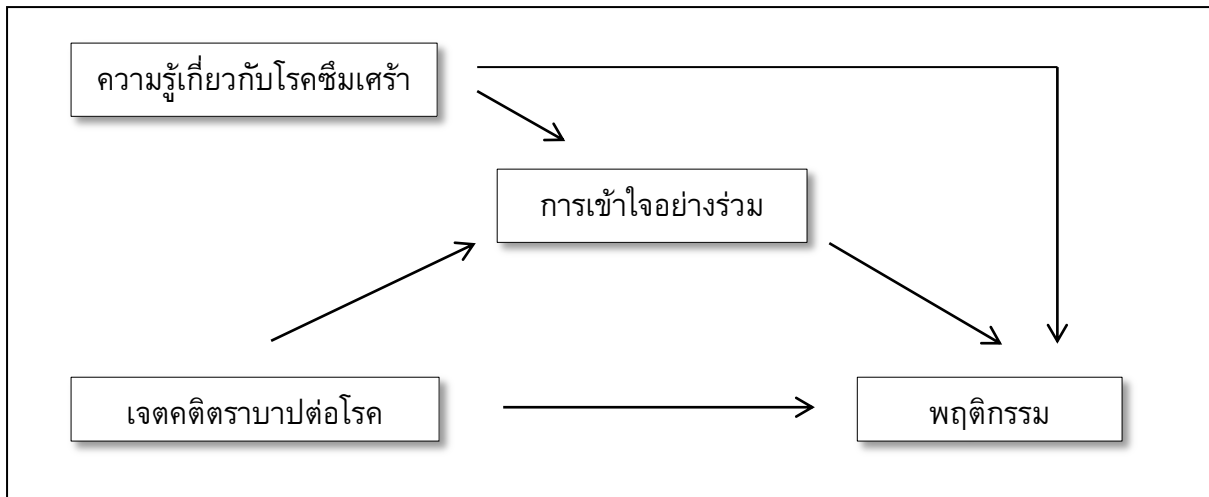 ความรู้เกี่ยวกับโรคซึมเศร้า
การเข้าใจอย่างร่วม
เจตคติตราบาปต่อโรค
พฤติกรรม